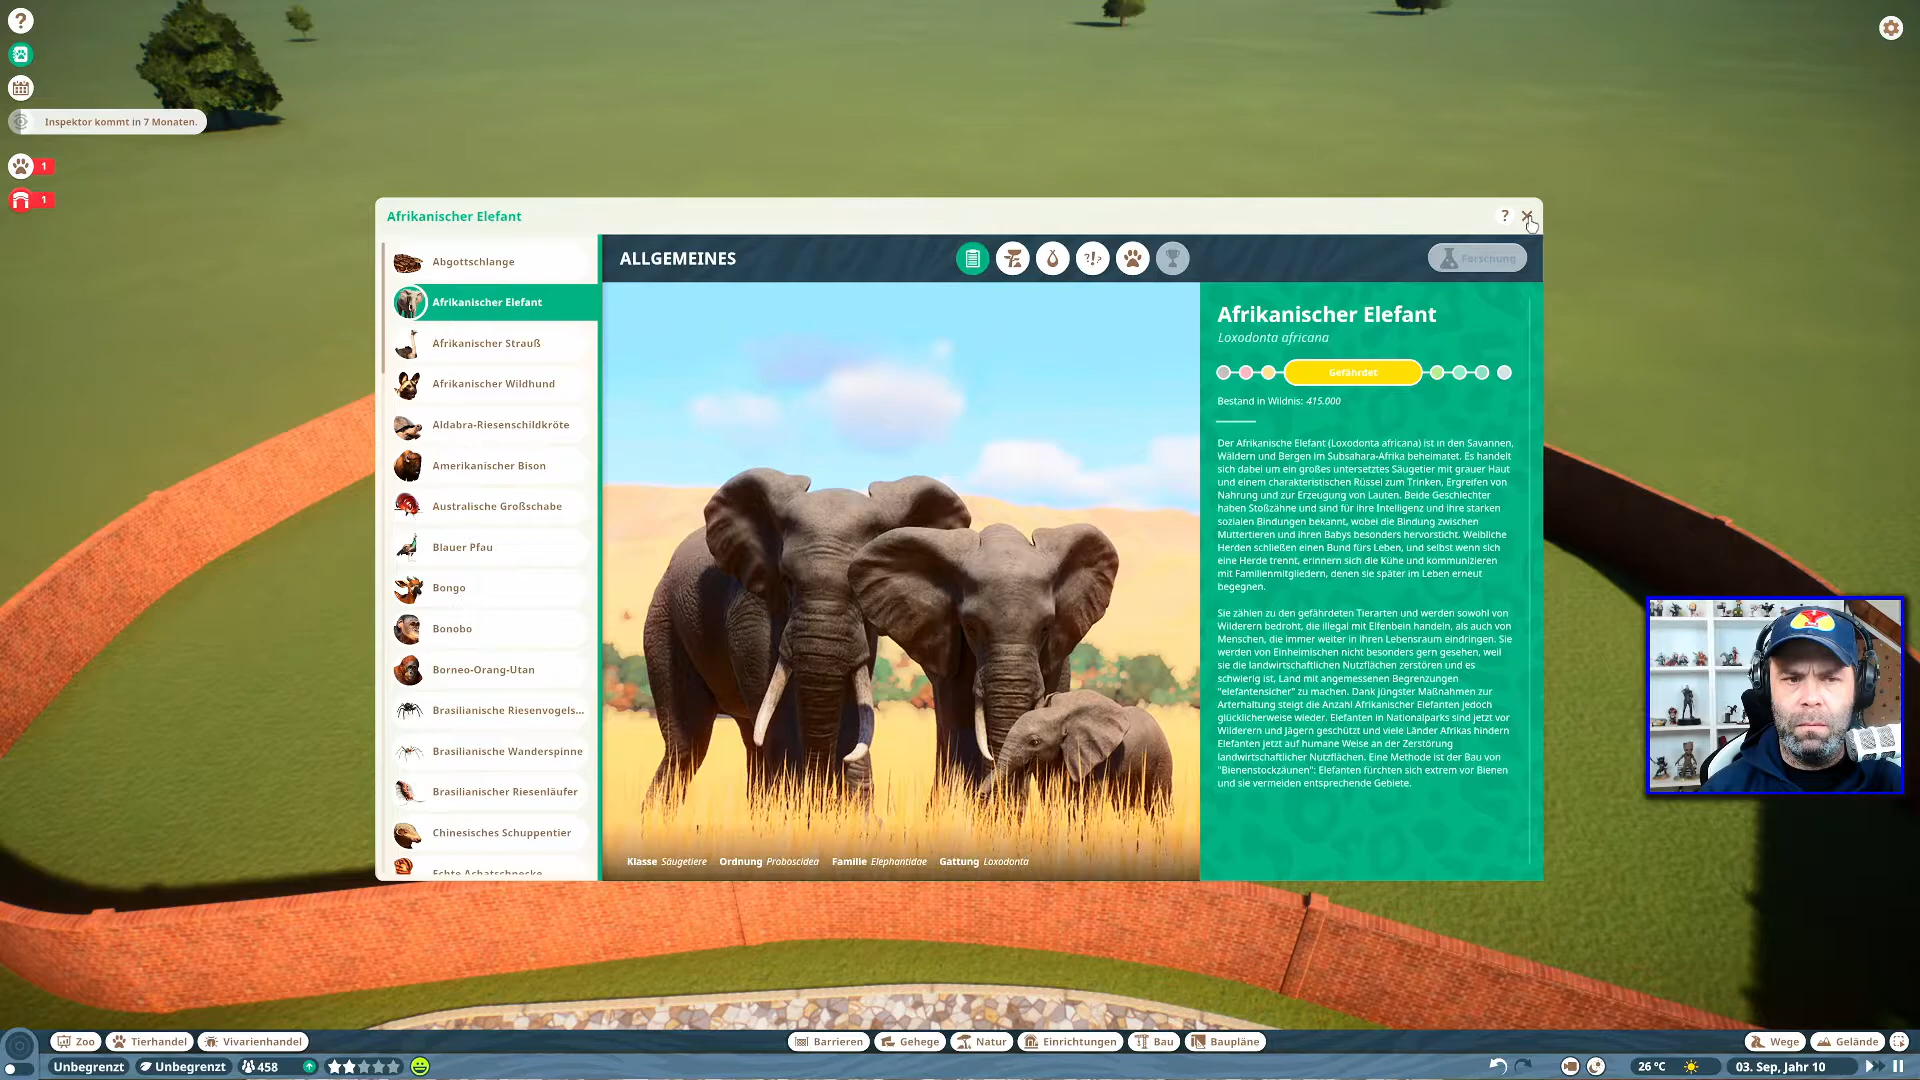 ?
Inspektor kommt in 7 Monaten.
1
1
Afrikanischer Elefant
?
Abgottschlange
Afrikanischer Elefant
Afrikanischer Strauß
Afrikanischer Wildhund
Aldabra-Riesenschildkröte
Amerikanischer Bison
Australische Großschabe
Blauer Pfau
Bongo
Bonobo
Borneo-Orang-Utan
Brasilianische Riesenvogels...
Brasilianische Wanderspinne
Brasilianischer Riesenläufer
Chinesisches Schuppentier
Echte Achatschnecke
ALLGEMEINES
?!?
Forschung
Afrikanischer Elefant
Loxodonta africana
Gefährdet
Bestand in Wildnis: 415.000
Der Afrikanische Elefant (Loxodonta africana) ist in den Savannen,
Wäldern und Bergen im Subsahara-Afrika beheimatet. Es handelt
sich dabei um ein großes untersetztes Säugetier mit grauer Haut
und einem charakteristischen Rüssel zum Trinken, Ergreifen von
Nahrung und zur Erzeugung von Lauten. Beide Geschlechter
haben Stoßzähne und sind für ihre Intelligenz und ihre starken
sozialen Bindungen bekannt, wobei die Bindung zwischen
Muttertieren und ihren Babys besonders hervorsticht. Weibliche
Herden schließen einen Bund fürs Leben, und selbst wenn sich
eine Herde trennt, erinnern sich die Kühe und kommunizieren
mit Familienmitgliedern, denen sie später im Leben erneut
begegnen.
Sie zählen zu den gefährdeten Tierarten und werden sowohl von
Wilderern bedroht, die illegal mit Elfenbein handeln, als auch von
Menschen, die immer weiter in ihren Lebensraum eindringen. Sie
werden von Einheimischen nicht besonders gern gesehen, weil
sie die landwirtschaftlichen Nutzflächen zerstören und es
schwierig ist, Land mit angemessenen Begrenzungen
"elefantensicher" zu machen. Dank jüngster Maßnahmen zur
Arterhaltung steigt die Anzahl Afrikanischer Elefanten jedoch
glücklicherweise wieder. Elefanten in Nationalparks sind jetzt vor
Wilderern und Jägern geschützt und viele Länder Afrikas hindern
Elefanten jetzt auf humane Weise an der Zerstörung
landwirtschaftlicher Nutzflächen. Eine Methode ist der Bau von
"Bienenstockzäunen": Elefanten fürchten sich extrem vor Bienen
und sie vermeiden entsprechende Gebiete.
Klasse Säugetiere Ordnung Proboscidea Familie Elephantidae Gattung Loxodonta
Zoo Tierhandel Vivarienhandel Barrieren Gehege Natur Einrichtungen Bau Baupläne Wege Gelände
Unbegrenzt Unbegrenzt 458 26 °C 03. Sep, Jahr 10